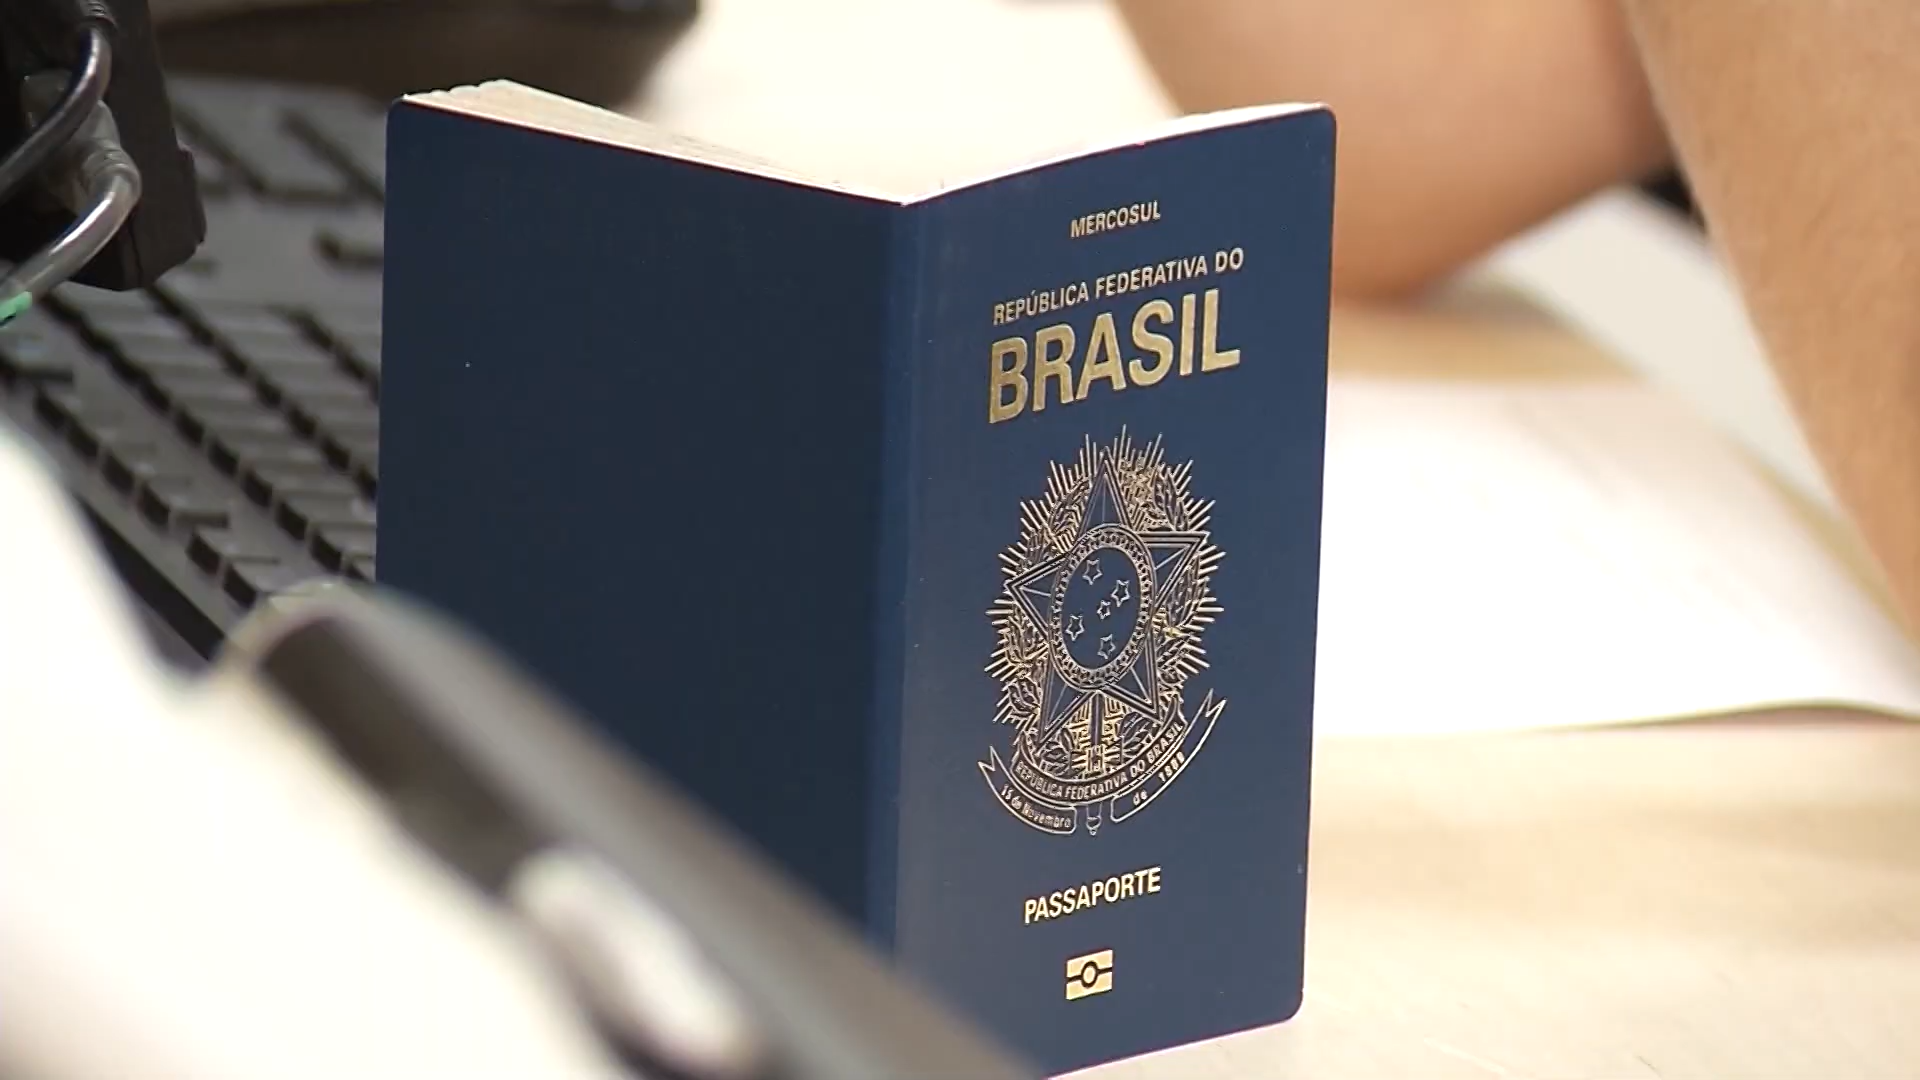 MERCOSUL
REPÚBLICA FEDERATIVA DO
BRASIL
REPÚBLICA FEDERATIVA DO BRASIL
15 de Novembro de 1889
PASSAPORTE